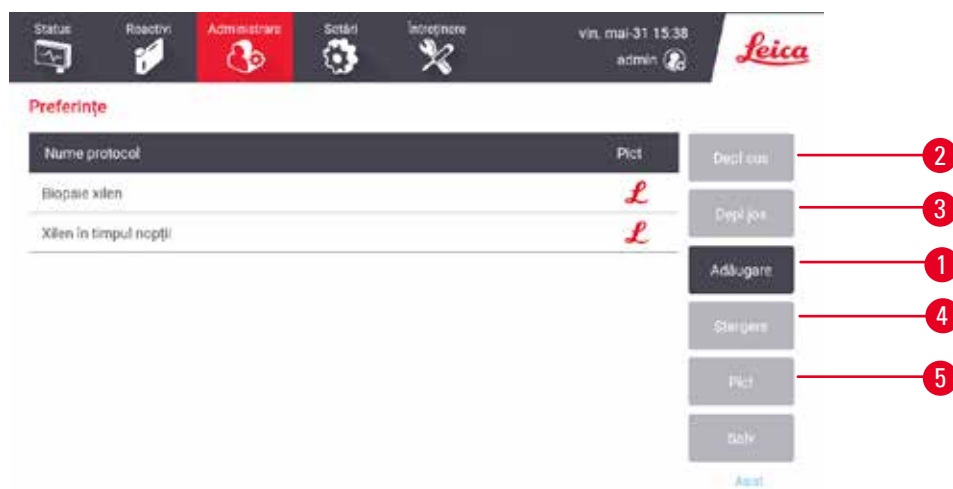 Status Reactivi Administrare Setări Întreținere vin, mai-31 15:38
admin
Leica
Preferințe
Nume protocol Pict
Biopsie xilen
Xilen în timpul nopții
Depl sus 2
Depl jos 3
Adăugare 1
Ștergere 4
Pict 5
Salv